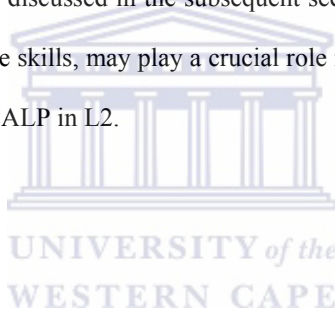 discussed in the subsequent sec
e skills, may play a crucial role
ALP in L2.
UNIVERSITY of the
WESTERN CAPE